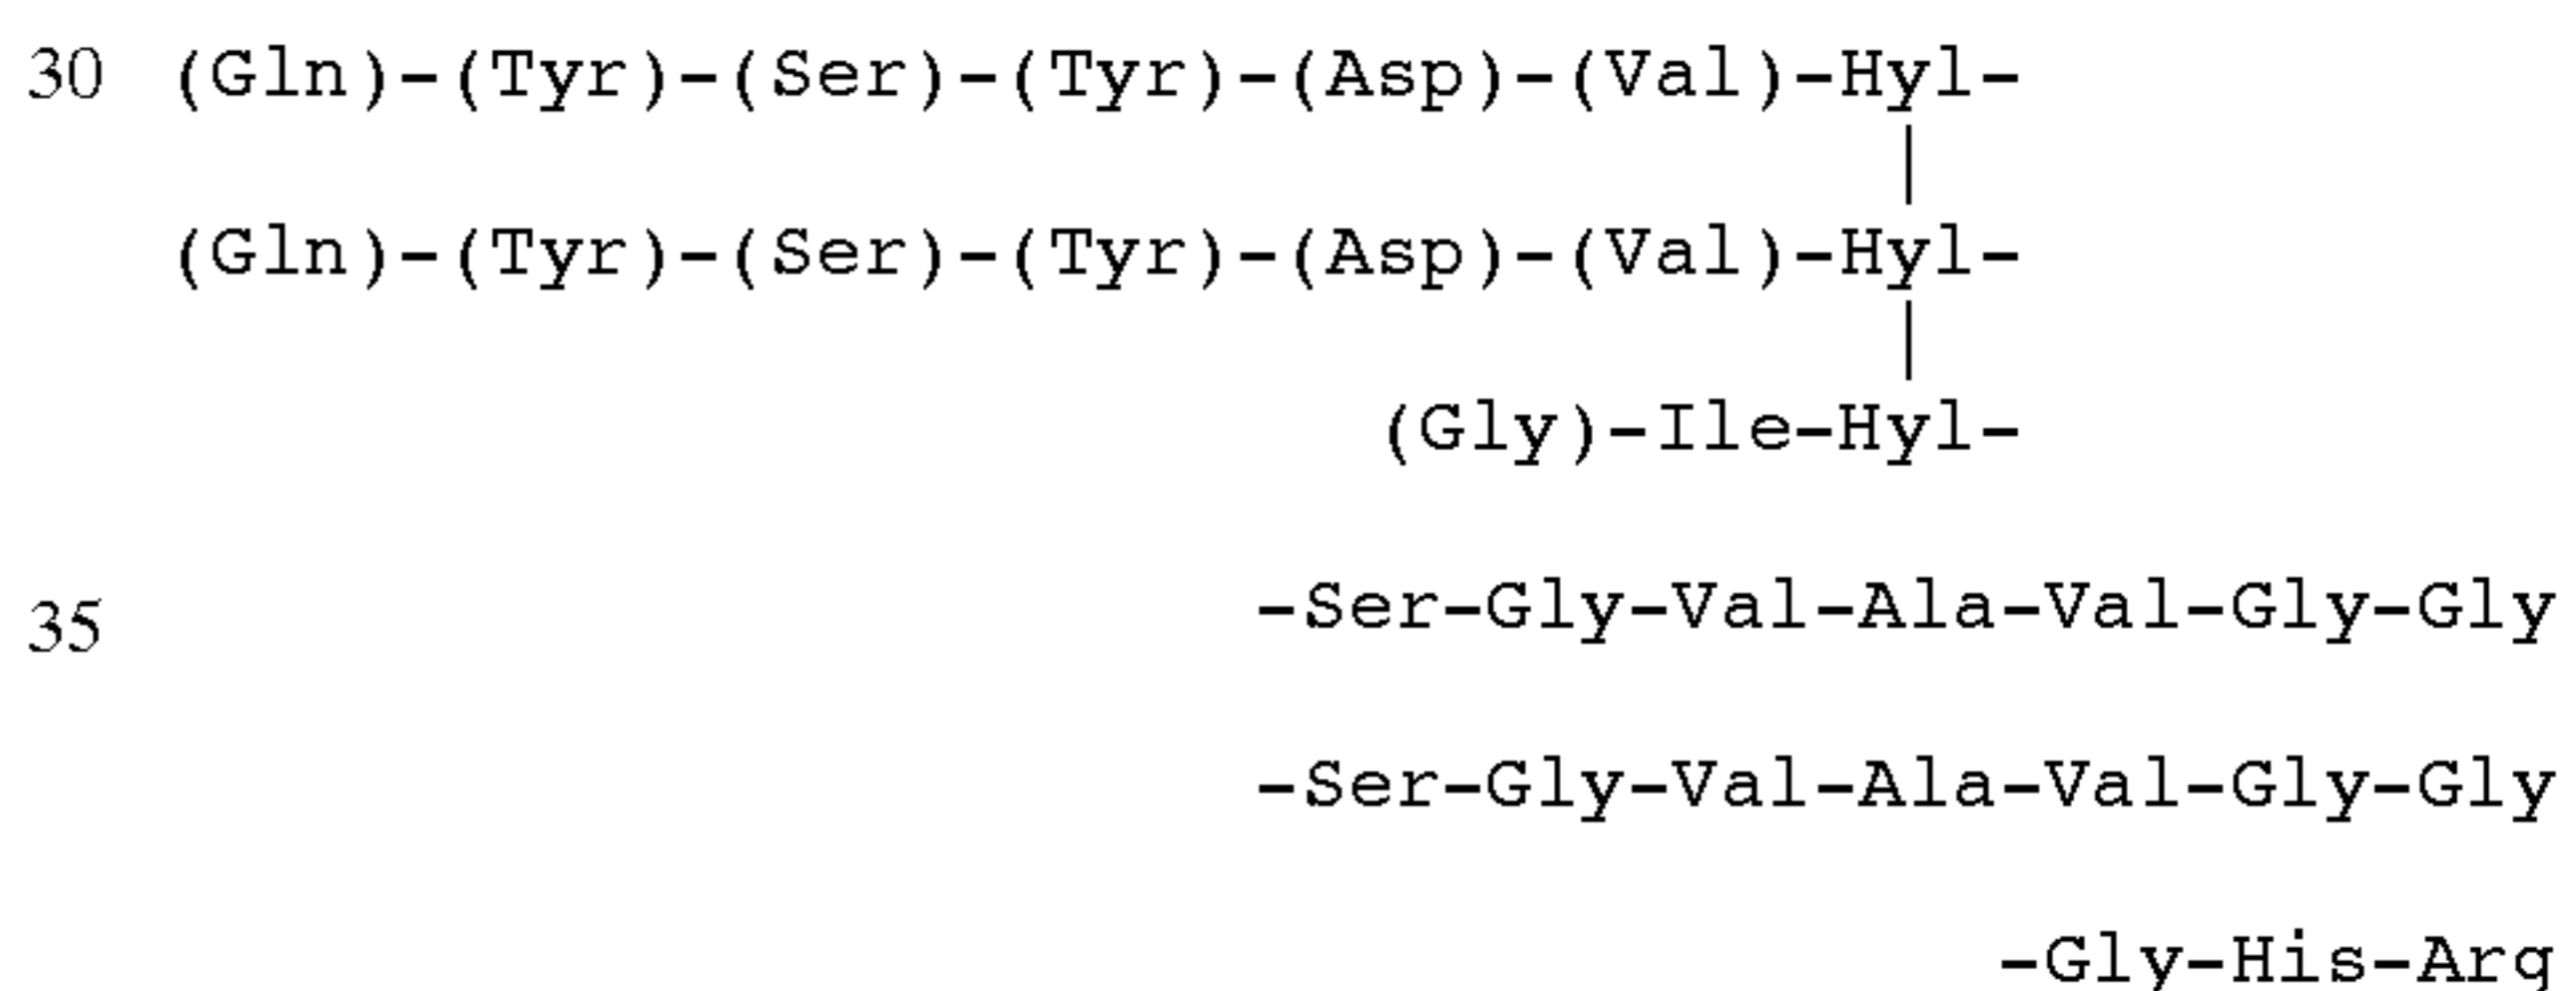 30 (Gln)-(Tyr)-(Ser)-(Tyr)-(Asp)-(Val)-Hyl-
(Gln)-(Tyr)-(Ser)-(Tyr)-(Asp)-(Val)-Hyl-
(Gly)-Ile-Hyl-
35 -Ser-Gly-Val-Ala-Val-Gly-Gly
-Ser-Gly-Val-Ala-Val-Gly-Gly
-Gly-His-Arg